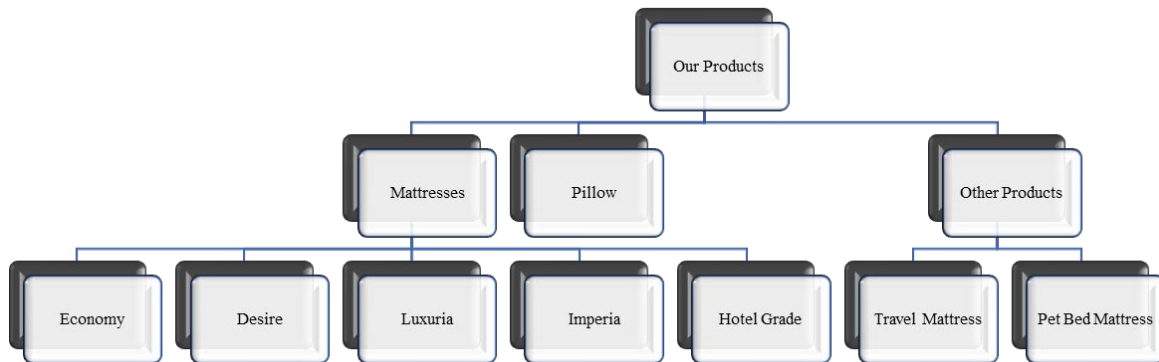 Our Products
Mattresses
Pillow
Other Products
Economy
Desire
Luxuria
Imperia
Hotel Grade
Travel Mattress
Pet Bed Mattress